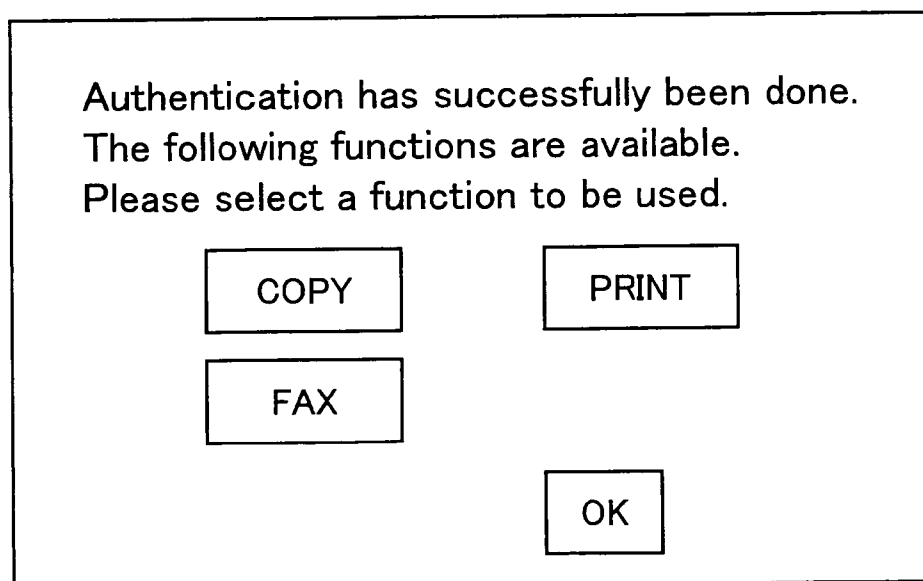 Authentication has successfully been done.
The following functions are available.
Please select a function to be used.
COPY
PRINT
FAX
OK